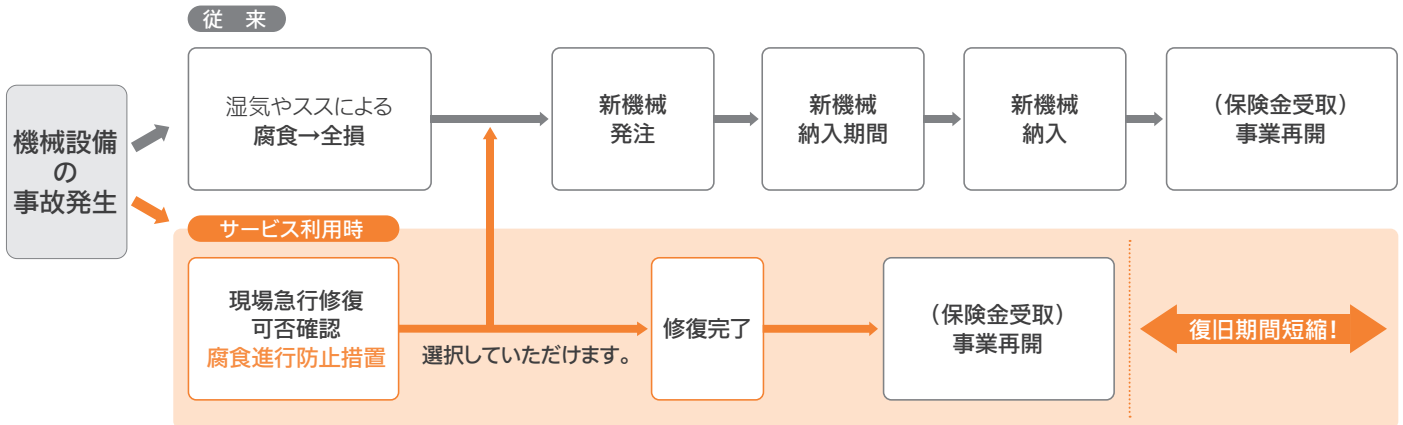 従 来
機械設備
の
事故発生
湿気やススによる
腐食→全損
新機械
発注
新機械
納入期間
新機械
納入
（保険金受取）
事業再開
サービス利用時
現場急行修復
可否確認
腐食進行防止措置
選択していただけます。
修復完了
（保険金受取）
事業再開
復旧期間短縮！